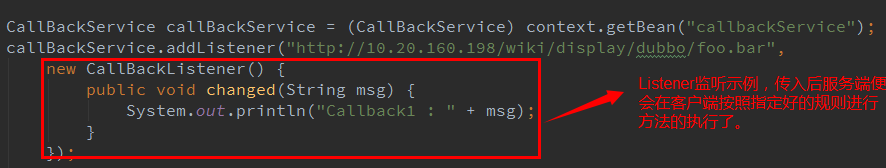 CallBackService callBackService = (CallBackService) context.getBean("callbackService");
callBackService.addListener("http://10.20.160.198/wiki/display/dubbo/foo.bar",
new CallBackListener() {
public void changed(String msg) {
System.out.println("Callback1 : " + msg);
}
});
Listener监听示例，传入后服务端便
会在客户端按照指定好的规则进行
方法的执行了。